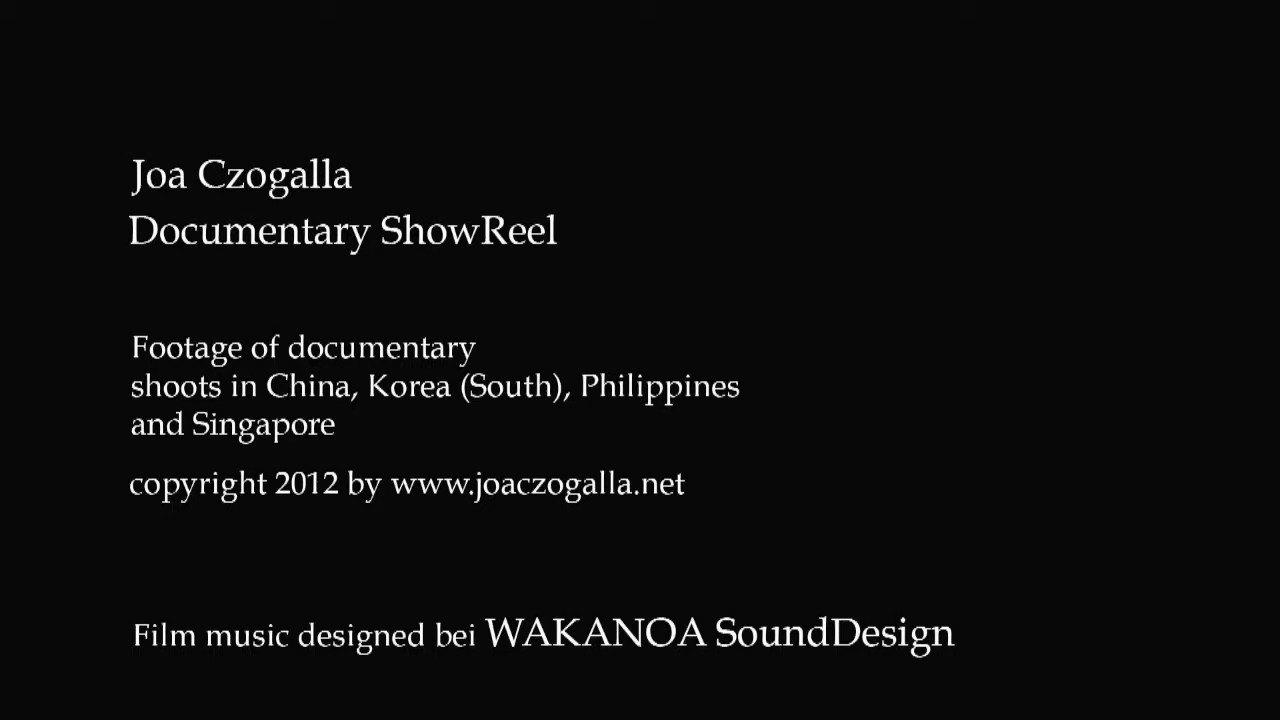 Joa Czogalla
Documentary ShowReel
Footage of documentary
shoots in China, Korea (South), Philippines
and Singapore
copyright 2012 by www.joaczogalla.net
Film music designed bei WAKANOA SoundDesign